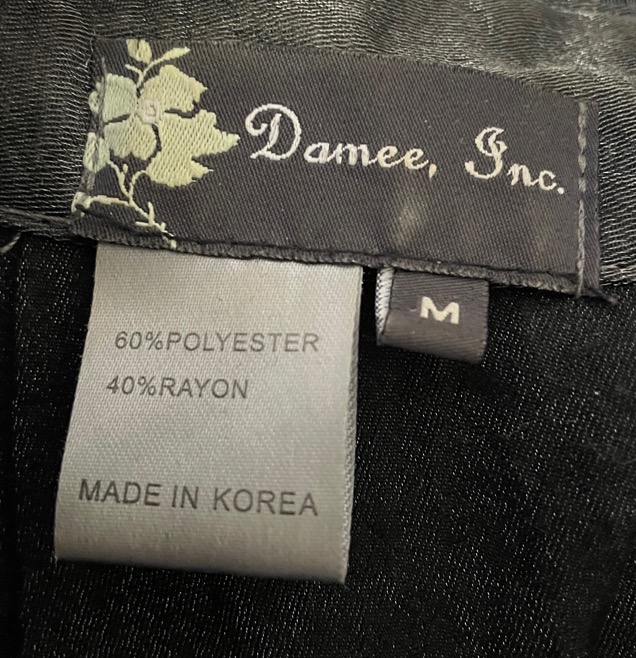 Damee, Inc.
M
60%POLYESTER
40%RAYON
MADE IN KOREA